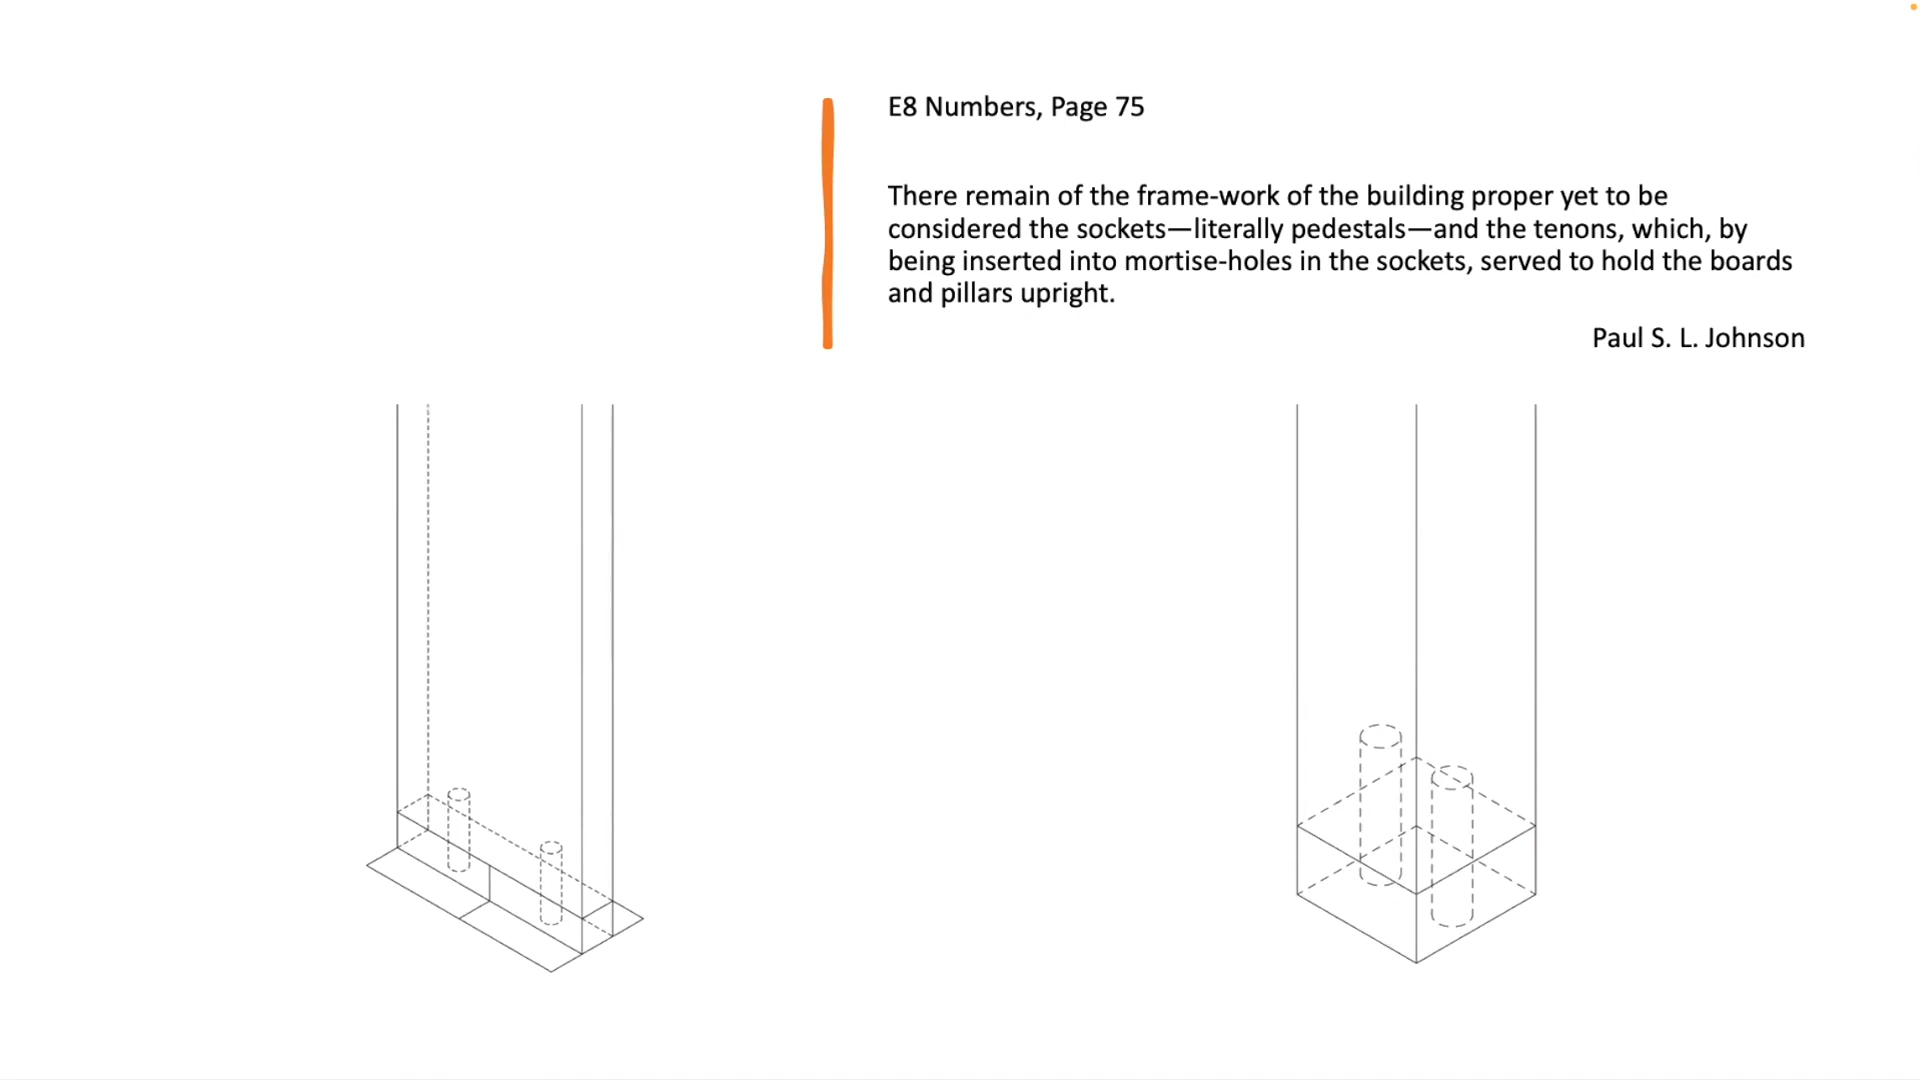 E8 Numbers, Page 75
There remain of the frame-work of the building proper yet to be
considered the sockets—literally pedestals—and the tenons, which, by
being inserted into mortise-holes in the sockets, served to hold the boards
and pillars upright.
Paul S. L. Johnson